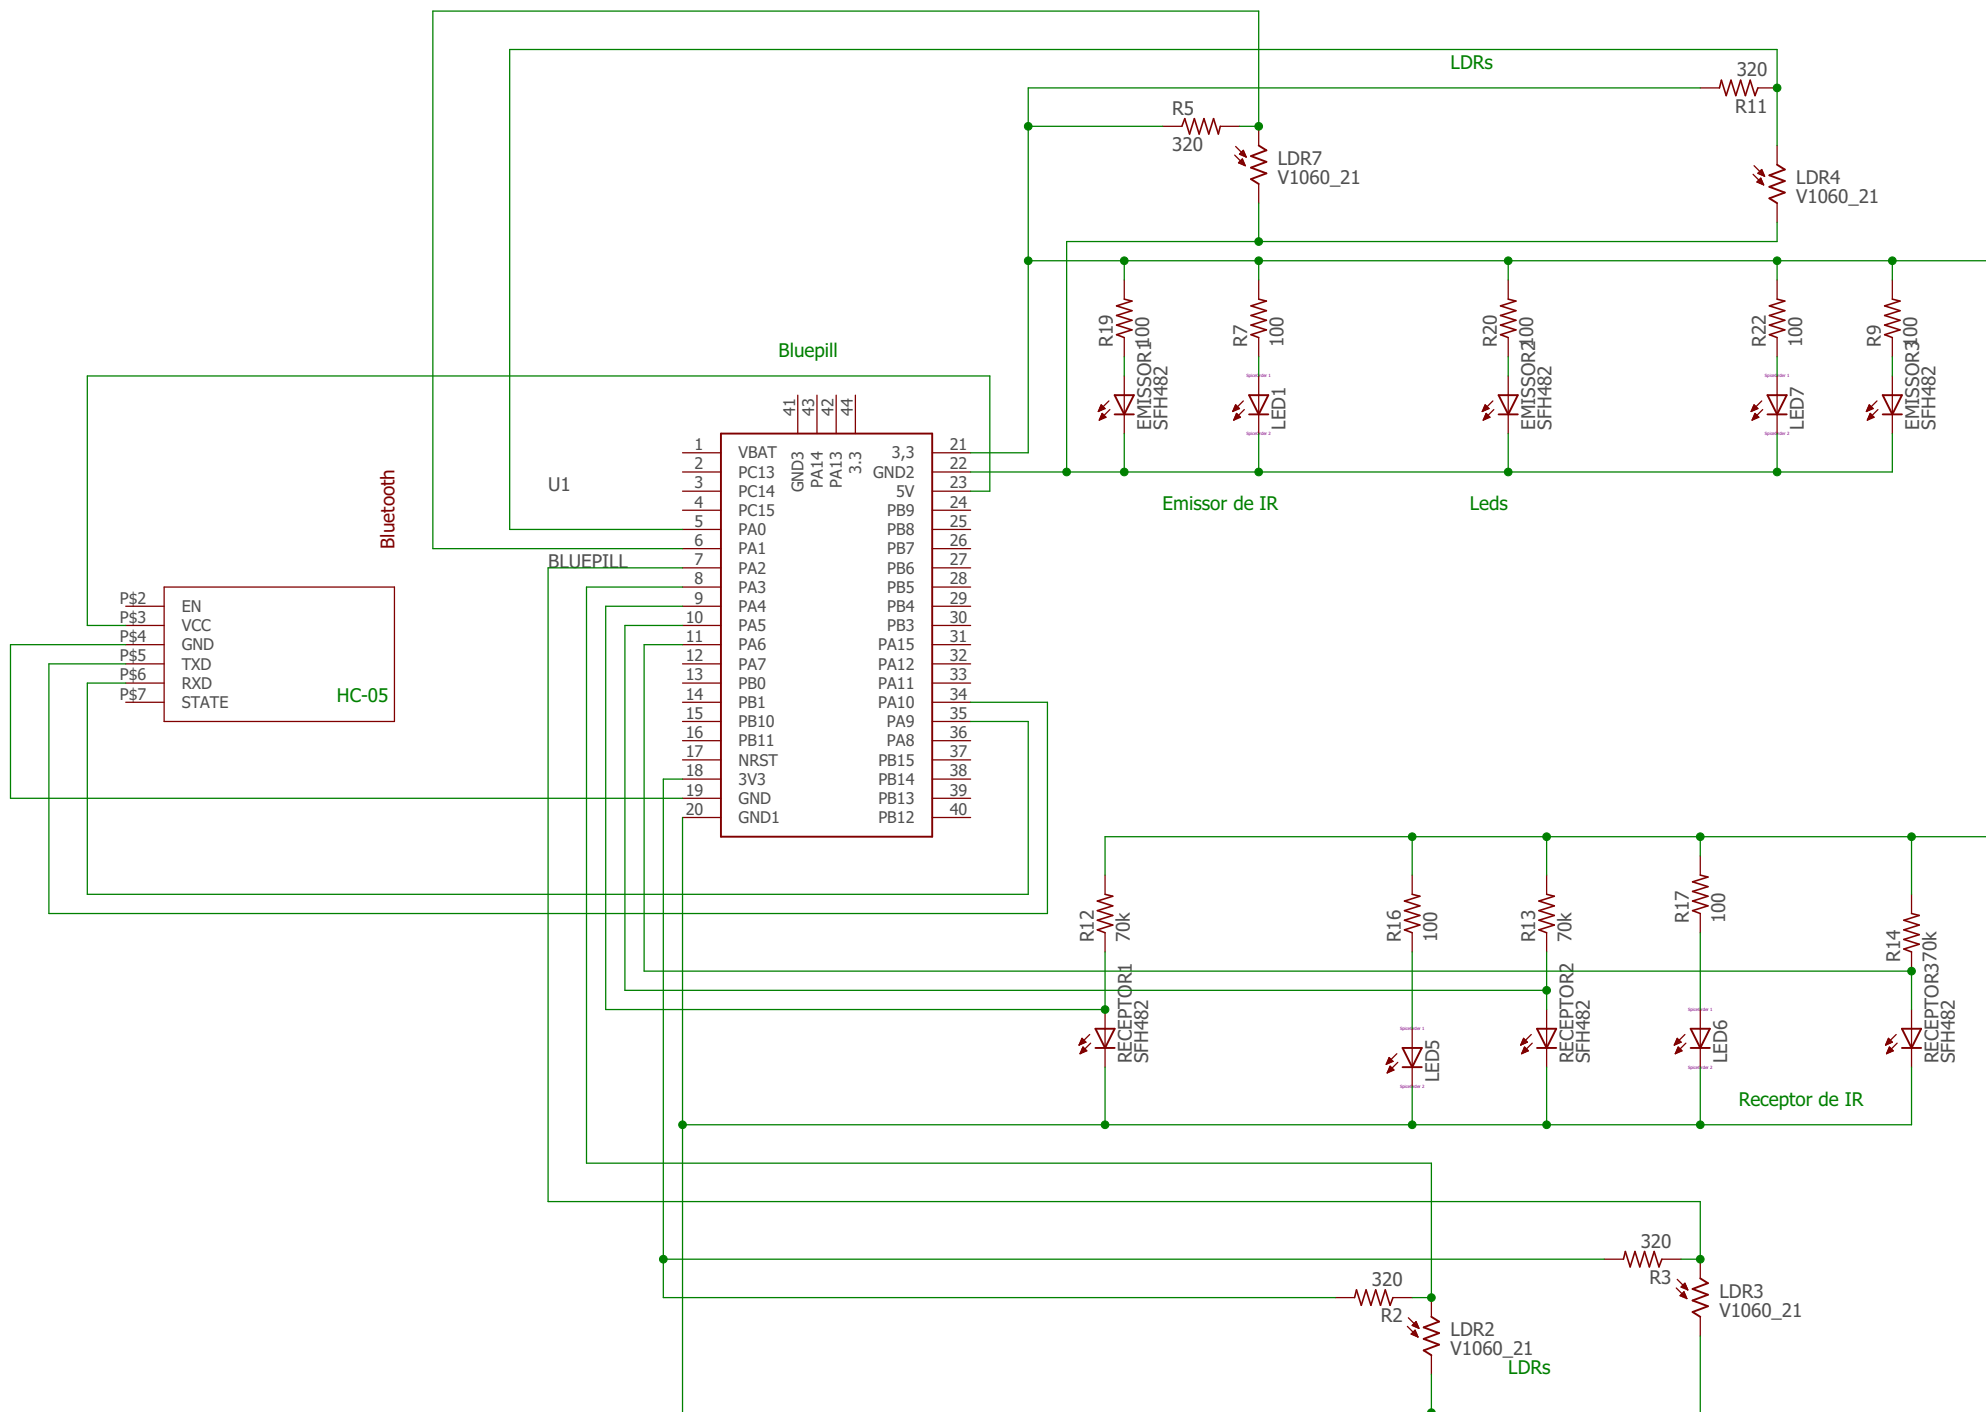 LDRs
320
R11
R5
320
LDR7
V1060_21
LDR4
V1060_21
R19
100
R7
100
R20
100
R22
100
R9
100
EMISSOR1
SFH482
LED1
EMISSOR2
SFH482
LED7
EMISSOR3
SFH482
Emissor de IR
Leds
Bluepill
U1
BLUEPILL
41
43
42
44
GND3
PA14
PA13
3.3
1 VBAT
2 PC13
3 PC14
4 PC15
5 PA0
6 PA1
7 PA2
8 PA3
9 PA4
10 PA5
11 PA6
12 PA7
13 PB0
14 PB1
15 PB10
16 PB11
17 NRST
18 3V3
19 GND
20 GND1
3,3 21
GND2 22
5V 23
PB9 24
PB8 25
PB7 26
PB6 27
PB5 28
PB4 29
PB3 30
PA15 31
PA12 32
PA11 33
PA10 34
PA9 35
PA8 36
PB15 37
PB14 38
PB13 39
PB12 40
Bluetooth
P$2 EN
P$3 VCC
P$4 GND
P$5 TXD
P$6 RXD
P$7 STATE
HC-05
R12
70k
R16
100
R13
70k
R17
100
R14
70k
RECEPTOR1
SFH482
LED5
RECEPTOR2
SFH482
LED6
RECEPTOR3
SFH482
Receptor de IR
320
R3
LDR3
V1060_21
320
R2
LDR2
V1060_21
LDRs